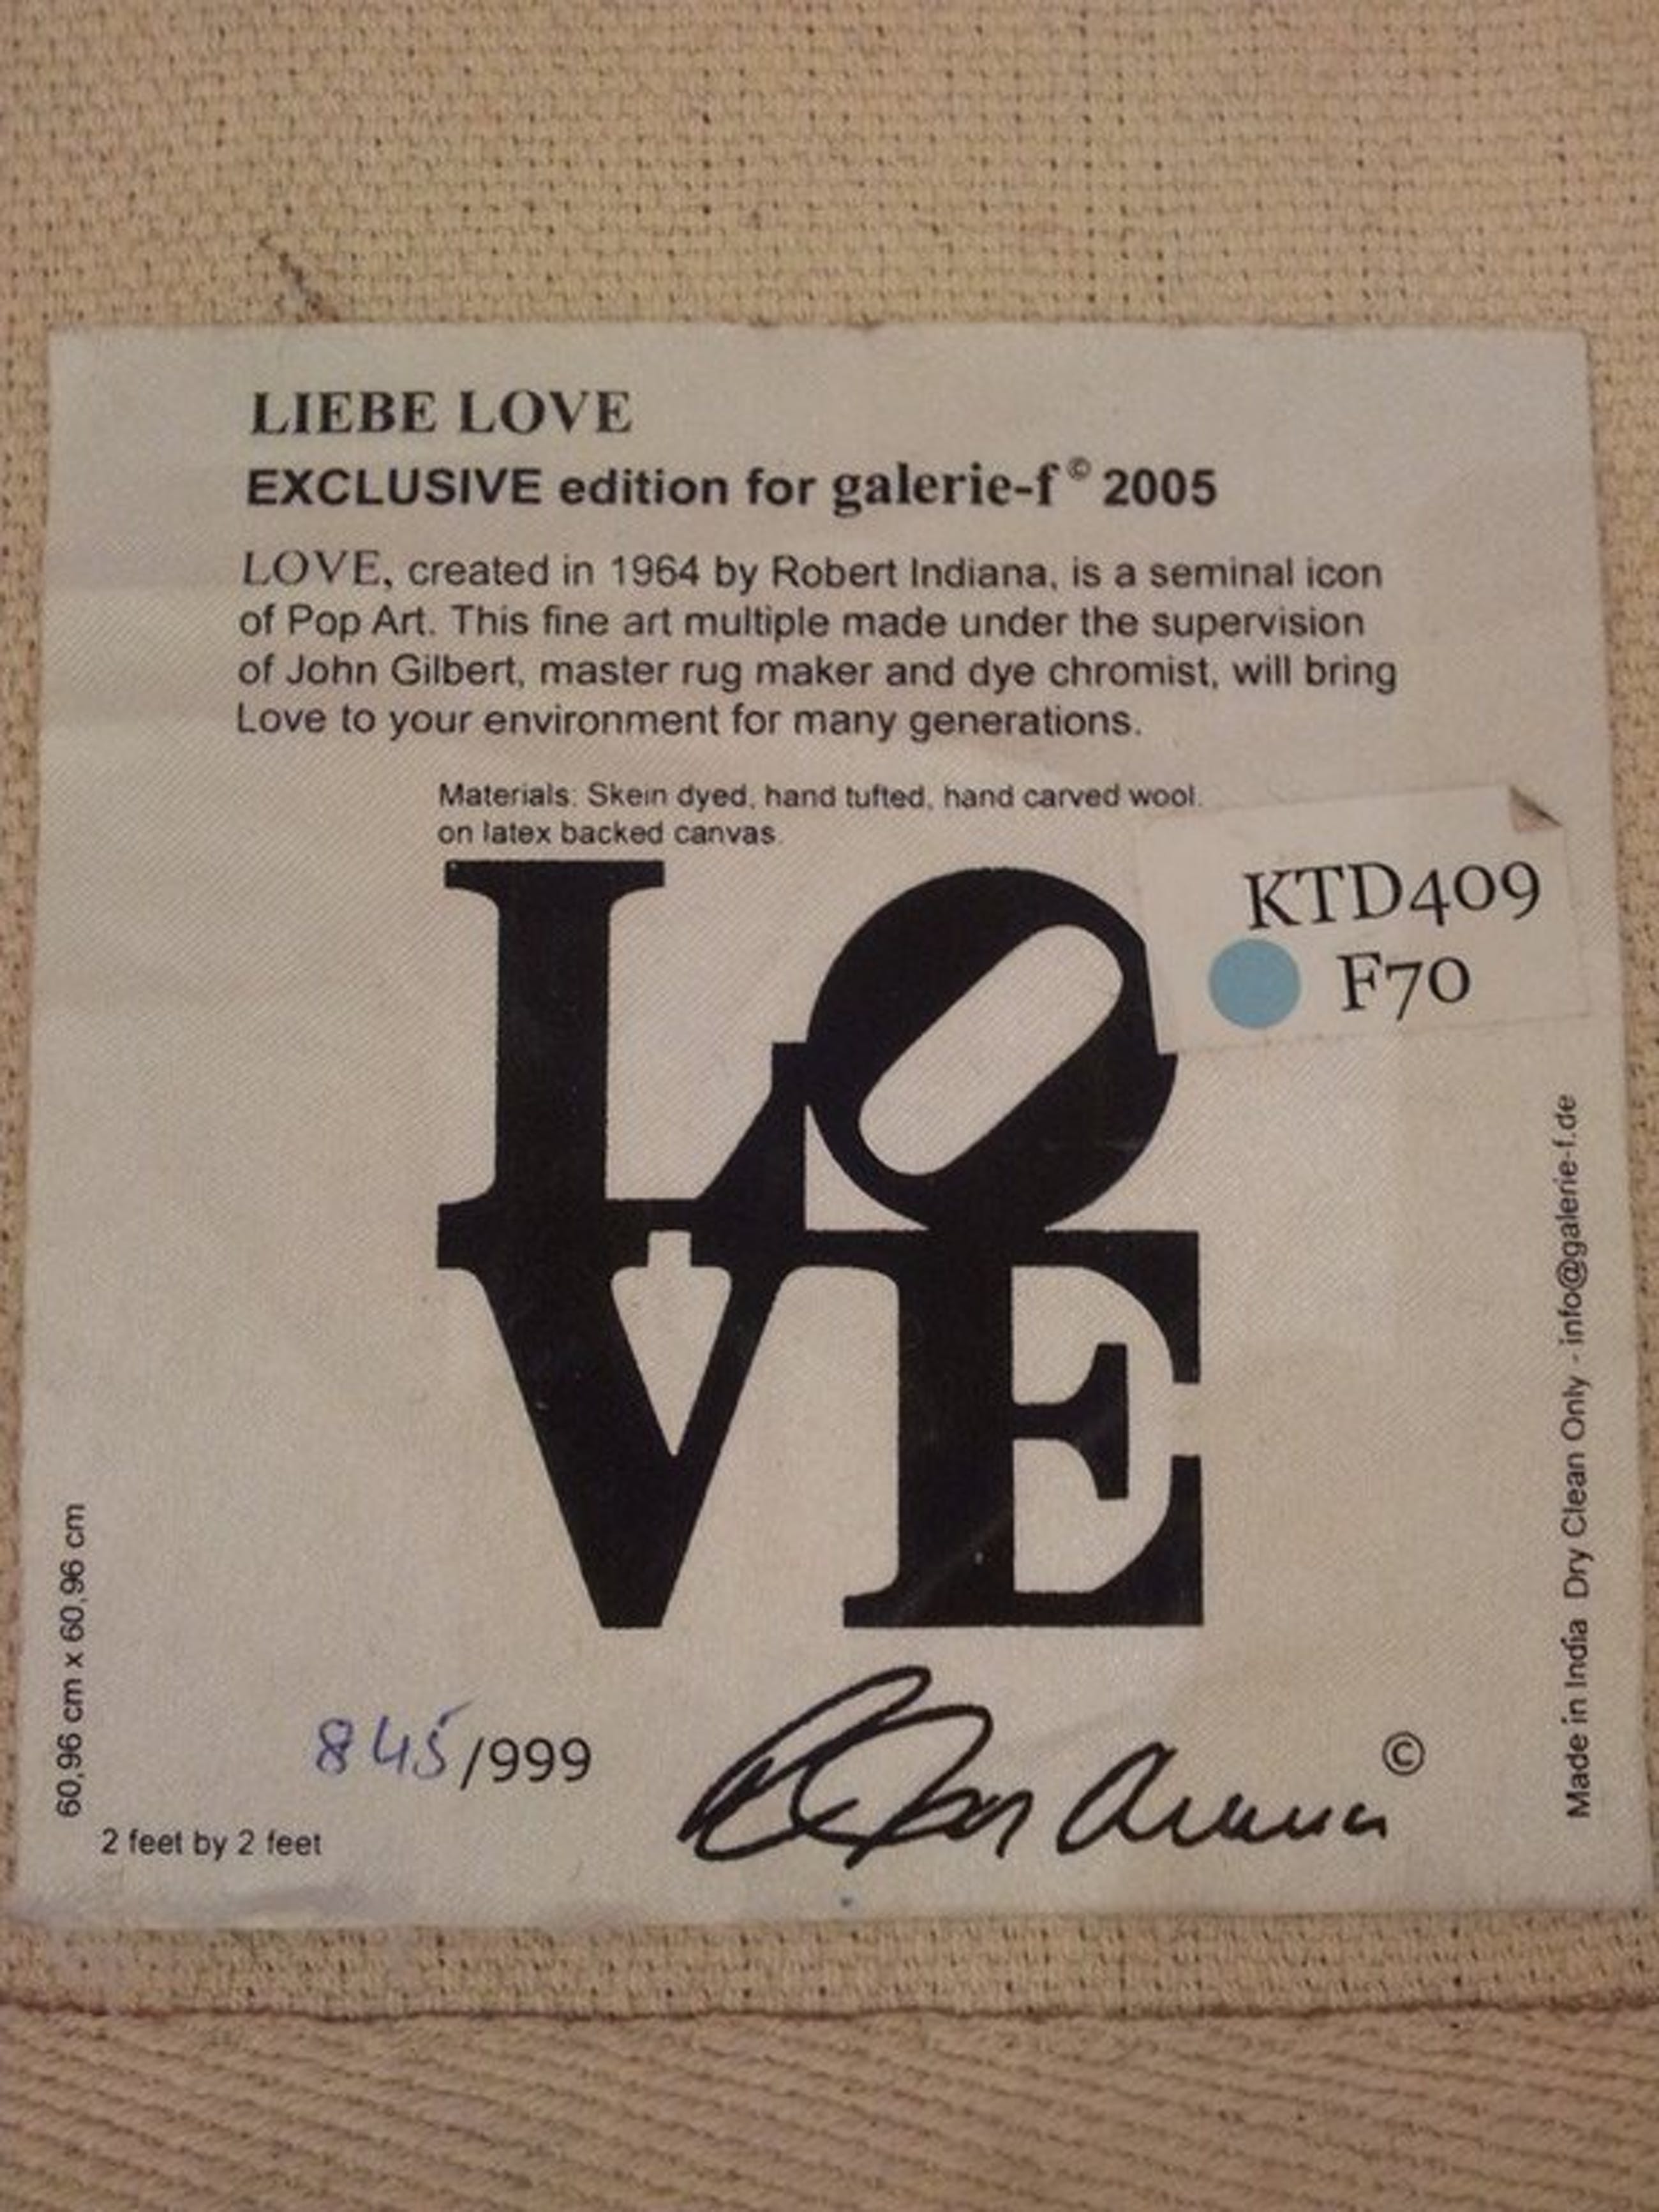 LIEBE LOVE
EXCLUSIVE edition for galerie-f© 2005
LOVE, created in 1964 by Robert Indiana, is a seminal icon
of Pop Art. This fine art multiple made under the supervision
of John Gilbert, master rug maker and dye chromist, will bring
Love to your environment for many generations.
Materials: Skein dyed, hand tufted, hand carved wool.
on latex backed canvas.
KTD409
F70
LO
VE
60,96 cm x 60,96 cm
2 feet by 2 feet
845/999
©
Made in India Dry Clean Only - info@galerie-f.de